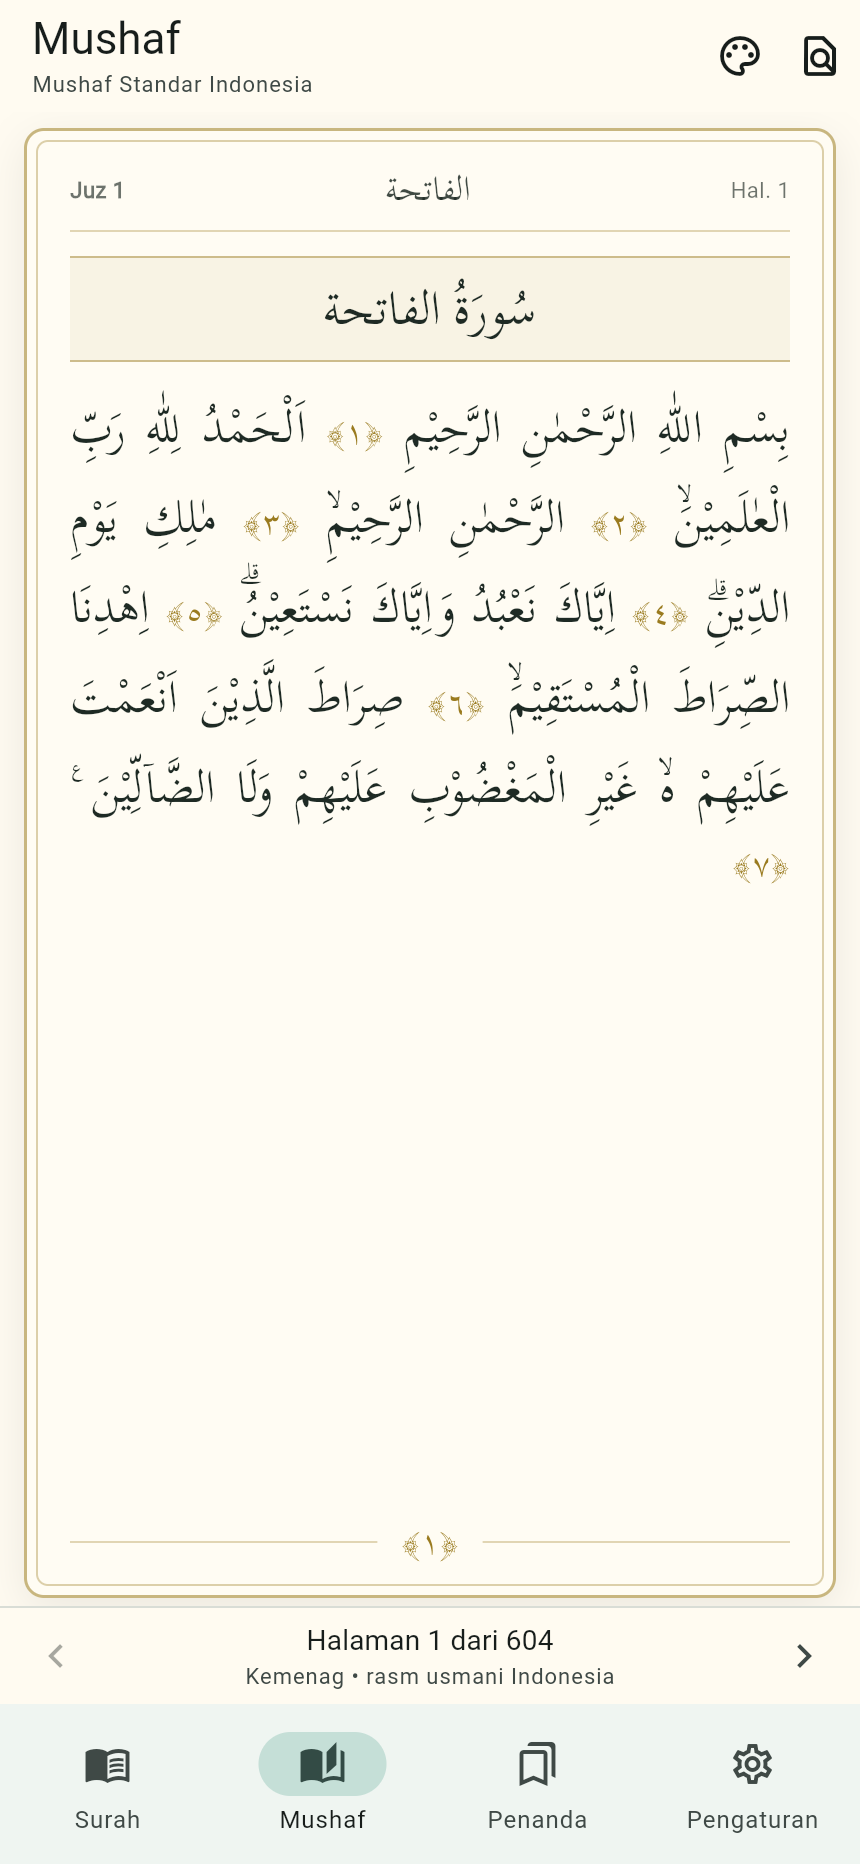 Mushaf
Mushaf Standar Indonesia
Juz 1
الفاتحة
Hal. 1
سُورَةُ الفاتحة
بِسْمِ اللّٰهِ الرَّحْمٰنِ الرَّحِيْمِ ﴿١﴾ اَلْحَمْدُ لِلّٰهِ رَبِّ
الْعٰلَمِيْنَۙ ﴿٢﴾ الرَّحْمٰنِ الرَّحِيْمِۙ ﴿٣﴾ مٰلِكِ يَوْمِ
الدِّيْنِۗ ﴿٤﴾ اِيَّاكَ نَعْبُدُ وَاِيَّاكَ نَسْتَعِيْنُۗ ﴿٥﴾ اِهْدِنَا
الصِّرَاطَ الْمُسْتَقِيْمَۙ ﴿٦﴾ صِرَاطَ الَّذِيْنَ اَنْعَمْتَ
عَلَيْهِمْ ەۙ غَيْرِ الْمَغْضُوْبِ عَلَيْهِمْ وَلَا الضَّاۤلِّيْنَ ࣖ
﴿٧﴾
﴿١﴾
Halaman 1 dari 604
Kemenag • rasm usmani Indonesia
Surah
Mushaf
Penanda
Pengaturan